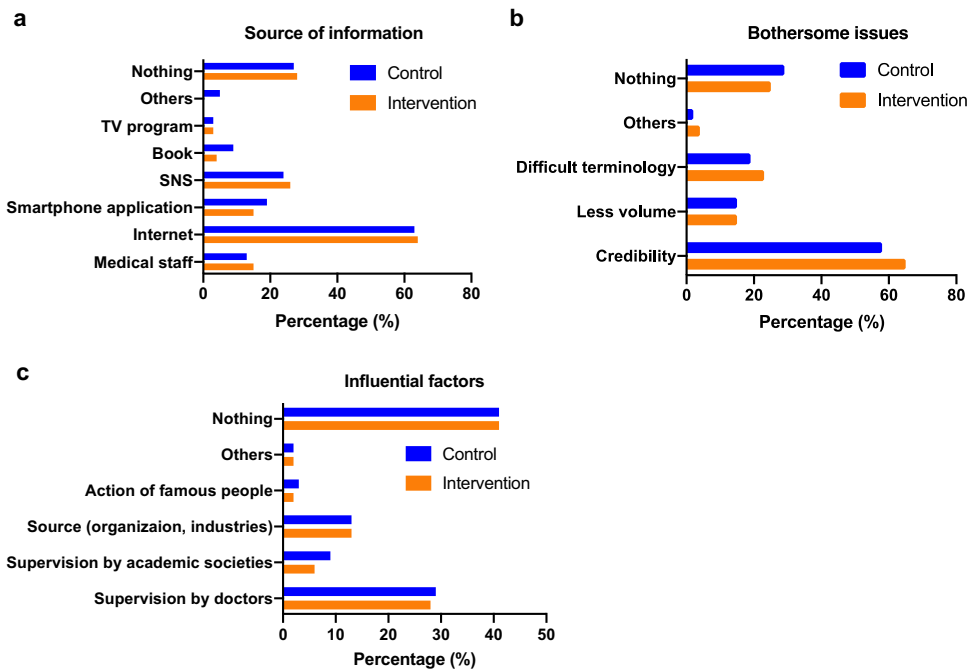 a
Source of information
Nothing
Others
TV program
Book
SNS
Smartphone application
Internet
Medical staff
Control
Intervention
0 20 40 60 80
Percentage (%)
b
Bothersome issues
Nothing
Others
Difficult terminology
Less volume
Credibility
Control
Intervention
0 20 40 60 80
Percentage (%)
c
Influential factors
Nothing
Others
Action of famous people
Source (organizaion, industries)
Supervision by academic societies
Supervision by doctors
Control
Intervention
0 10 20 30 40 50
Percentage (%)